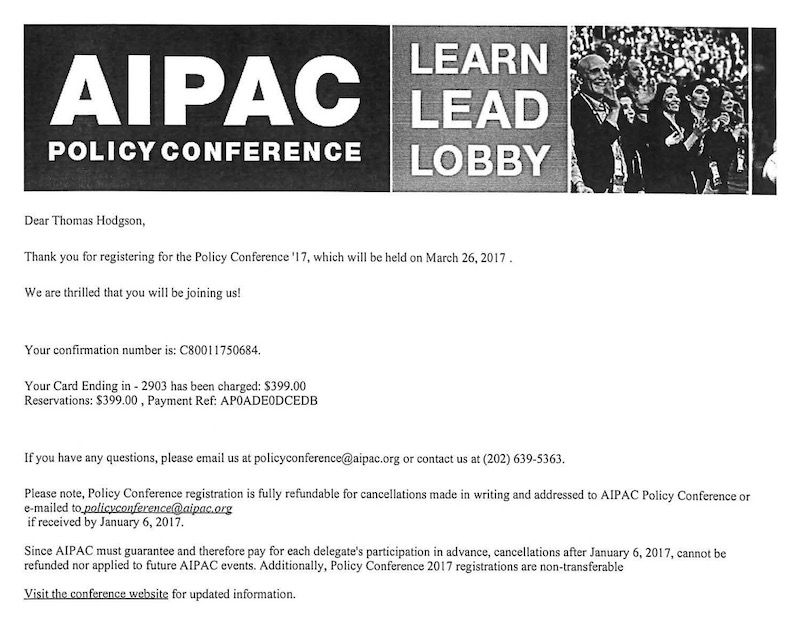 AIPAC
POLICY CONFERENCE
LEARN
LEAD
LOBBY
Dear Thomas Hodgson,
Thank you for registering for the Policy Conference '17, which will be held on March 26, 2017 .
We are thrilled that you will be joining us!
Your confirmation number is: C80011750684.
Your Card Ending in - 2903 has been charged: $399.00
Reservations: $399.00 , Payment Ref: AP0ADE0DCEDB
If you have any questions, please email us at policyconference@aipac.org or contact us at (202) 639-5363.
Please note, Policy Conference registration is fully refundable for cancellations made in writing and addressed to AIPAC Policy Conference or
e-mailed to policyconference@aipac.org
if received by January 6, 2017.
Since AIPAC must guarantee and therefore pay for each delegate's participation in advance, cancellations after January 6, 2017, cannot be
refunded nor applied to future AIPAC events. Additionally, Policy Conference 2017 registrations are non-transferable
Visit the conference website for updated information.